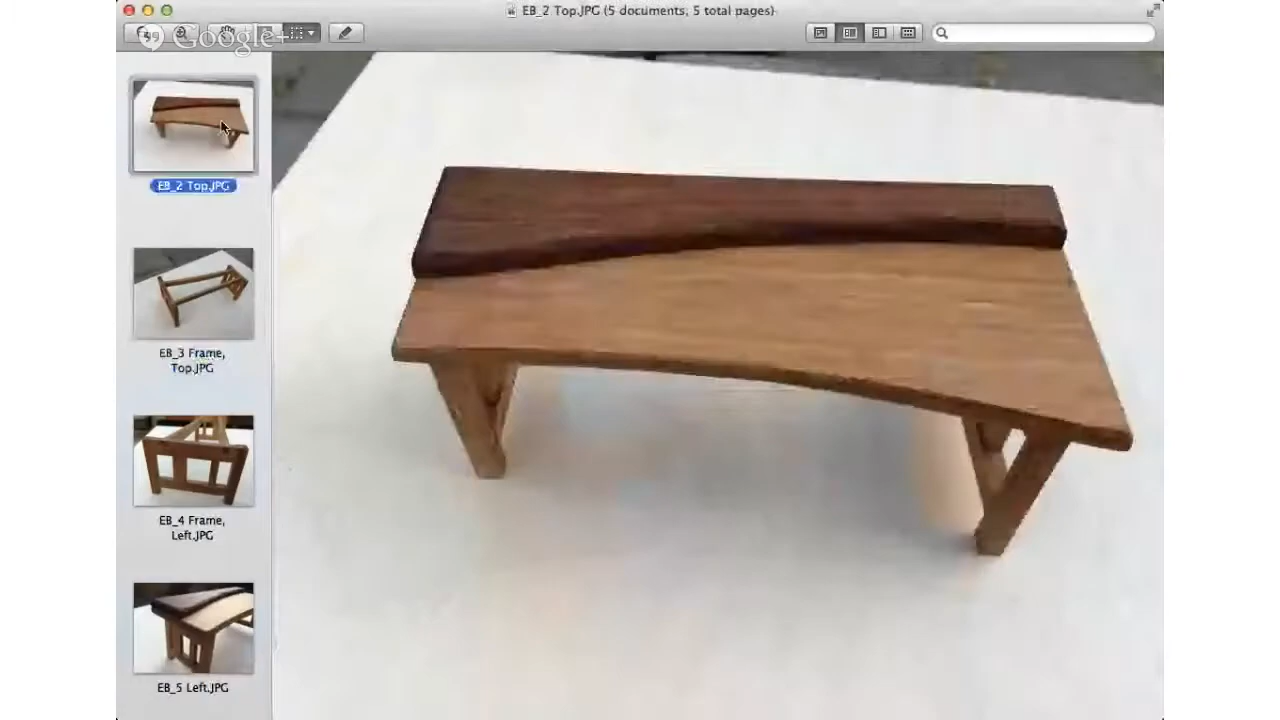 EB_2 Top.JPG (5 documents, 5 total pages)
Google+
EB_2 Top.JPG
EB_3 Frame,
Top.JPG
EB_4 Frame,
Left.JPG
EB_5 Left.JPG